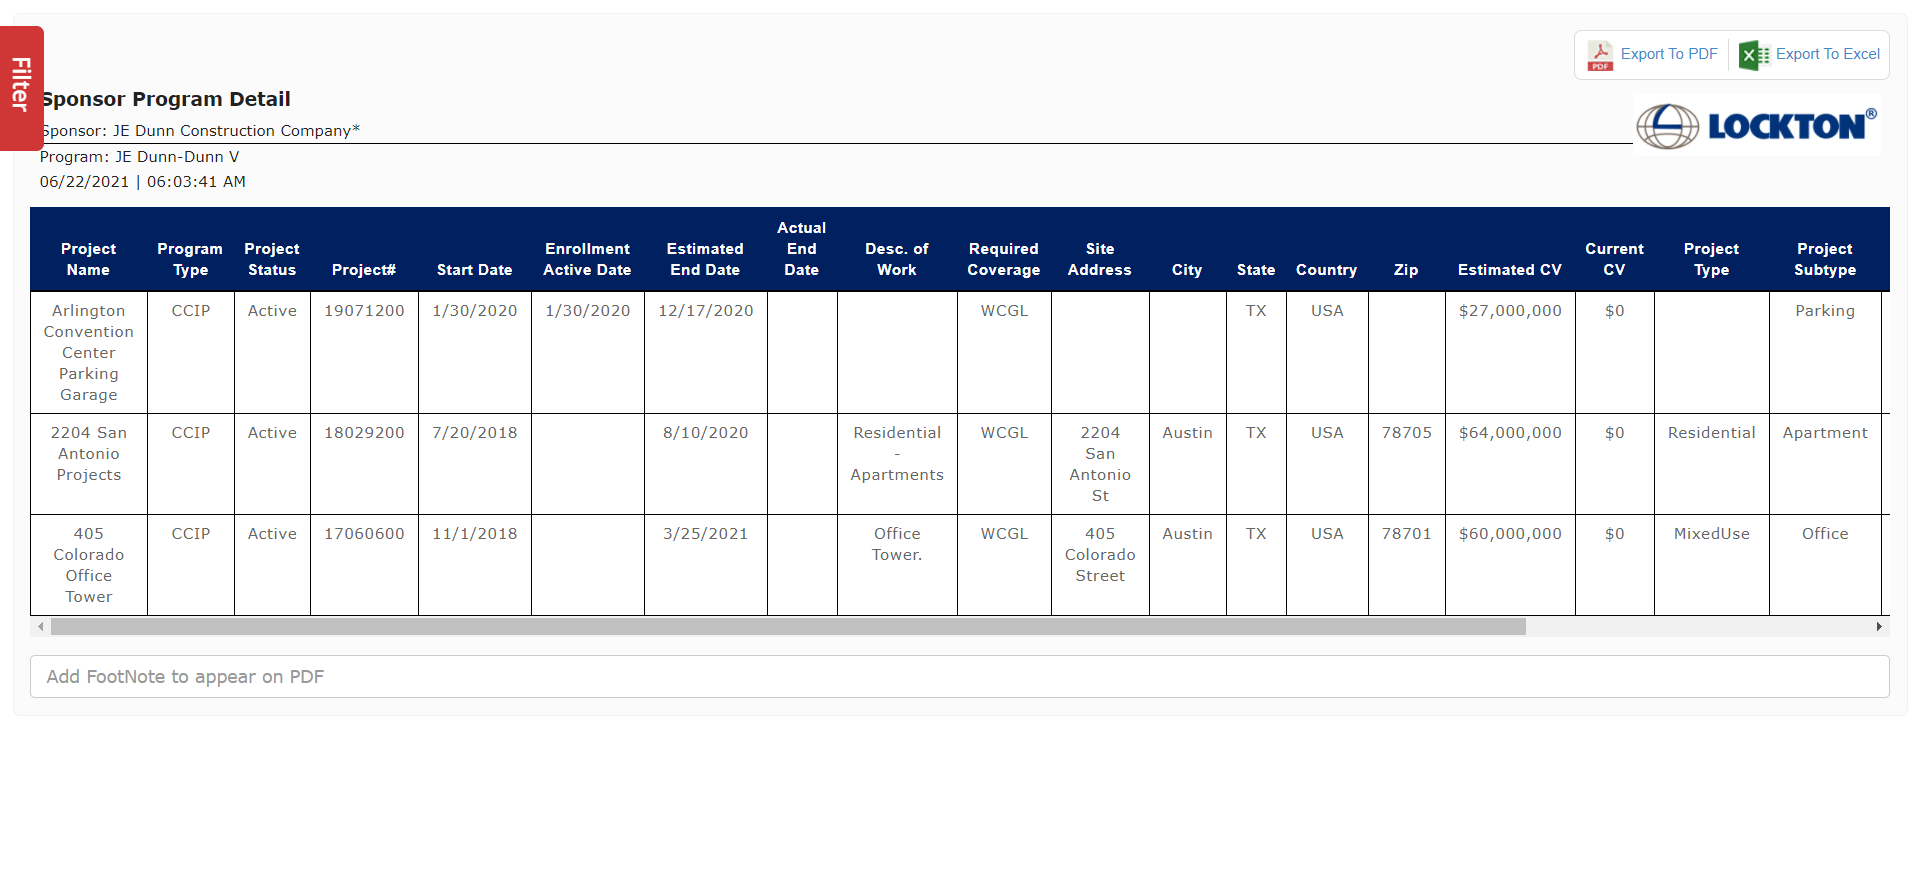 Filter
Export To PDF
Export To Excel
PDF
Sponsor Program Detail
Sponsor: JE Dunn Construction Company*
Program: JE Dunn-Dunn V
06/22/2021 | 06:03:41 AM
LOCKTON®
Project Name Program Type Project Status Project# Start Date Enrollment Active Date Estimated End Date Actual End Date Desc. of Work Required Coverage Site Address City State Country Zip Estimated CV Current CV Project Type Project Subtype
Arlington Convention Center Parking Garage CCIP Active 19071200 1/30/2020 1/30/2020 12/17/2020 WCGL TX USA $27,000,000 $0 Parking
2204 San Antonio Projects CCIP Active 18029200 7/20/2018 8/10/2020 Residential - Apartments WCGL 2204 San Antonio St Austin TX USA 78705 $64,000,000 $0 Residential Apartment
405 Colorado Office Tower CCIP Active 17060600 11/1/2018 3/25/2021 Office Tower. WCGL 405 Colorado Street Austin TX USA 78701 $60,000,000 $0 MixedUse Office
Add FootNote to appear on PDF